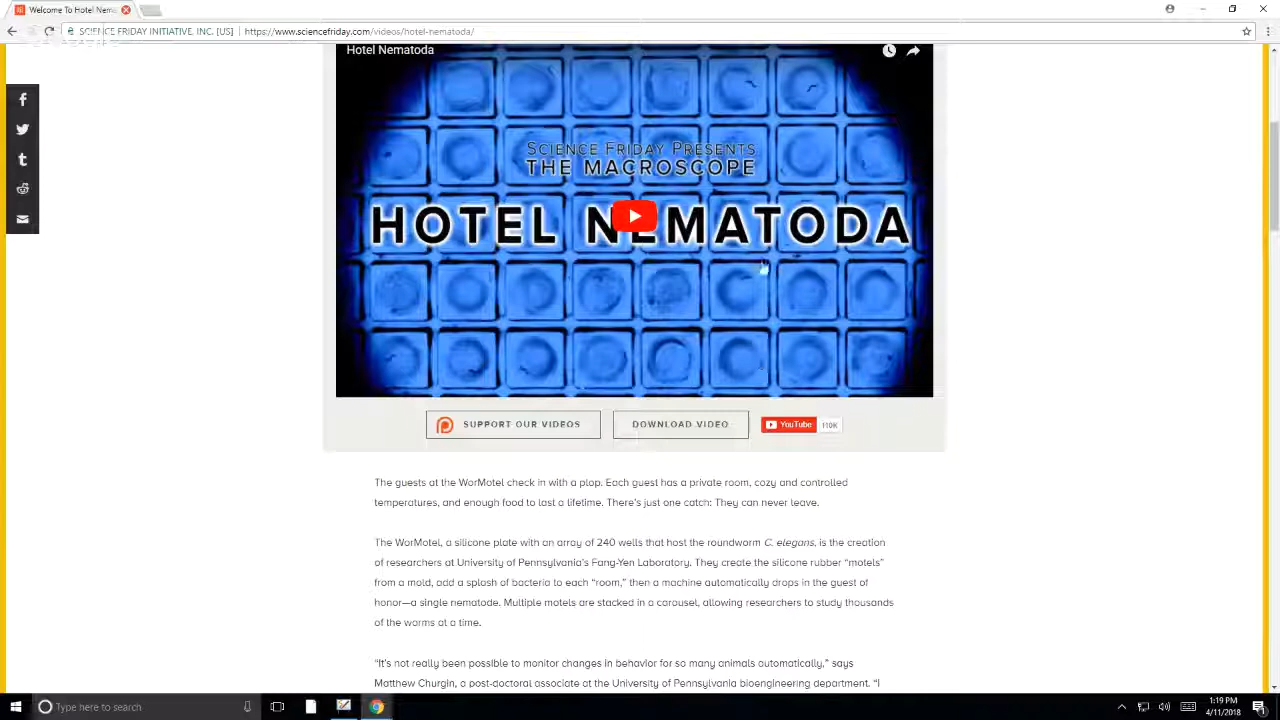 Welcome To Hotel Nema
SCIENCE FRIDAY INITIATIVE, INC. [US]
https://www.sciencefriday.com/videos/hotel-nematoda/
Hotel Nematoda
SCIENCE FRIDAY PRESENTS
THE MACROSCOPE
HOTEL NEMATODA
SUPPORT OUR VIDEOS
DOWNLOAD VIDEO
YouTube
110K
The guests at the WorMotel check in with a plop. Each guest has a private room, cozy and controlled
temperatures, and enough food to last a lifetime. There's just one catch: They can never leave.
The WorMotel, a silicone plate with an array of 240 wells that host the roundworm C. elegans, is the creation
of researchers at University of Pennsylvania's Fang-Yen Laboratory. They create the silicone rubber “motels”
from a mold, add a splash of bacteria to each “room,” then a machine automatically drops in the guest of
honor—a single nematode. Multiple motels are stacked in a carousel, allowing researchers to study thousands
of the worms at a time.
“It's not really been possible to monitor changes in behavior for so many animals automatically,” says
Matthew Churgin, a post-doctoral associate at the University of Pennsylvania bioengineering department. “I
Type here to search
1:19 PM
4/11/2018